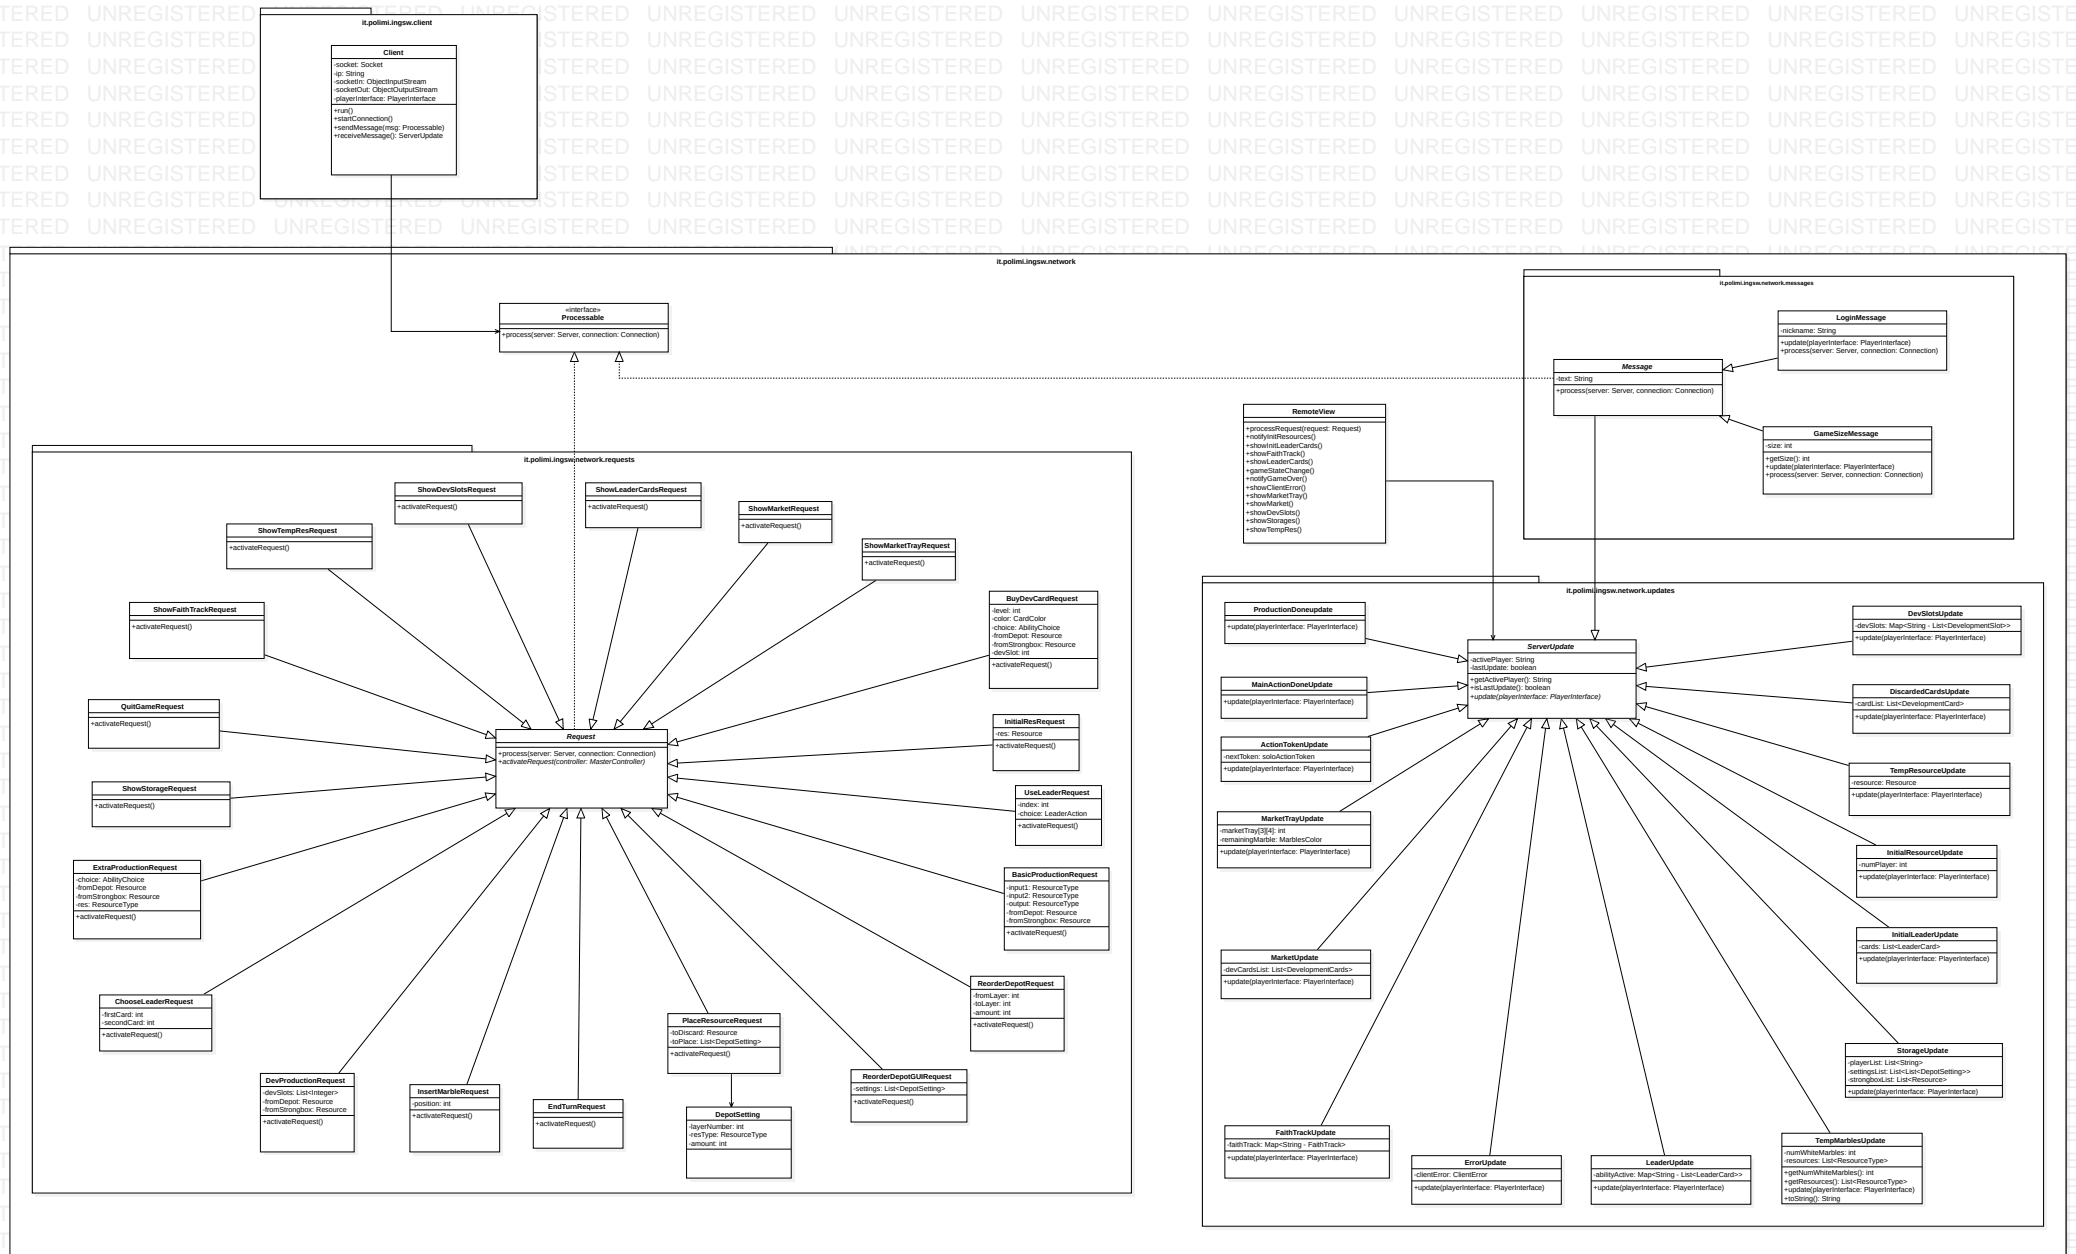 it.polimi.ingsw.client
Client
-socket: Socket
-ip: String
-socketIn: ObjectInputStream
-socketOut: ObjectOutputStream
-playerInterface: PlayerInterface
+run()
+startConnection()
+sendMessage(msg: Processable)
+receiveMessage(): ServerUpdate
it.polimi.ingsw.network
«interface»
Processable
+process(server: Server, connection: Connection)
it.polimi.ingsw.network.messages
LoginMessage
-nickname: String
+update(playerInterface: PlayerInterface)
+process(server: Server, connection: Connection)
Message
-text: String
+process(server: Server, connection: Connection)
GameSizeMessage
-size: int
+getSize(): int
+update(platerInterface: PlayerInterface)
+process(server: Server, connection: Connection)
RemoteView
+processRequest(request: Request)
+notifyInitResources()
+showInitLeaderCards()
+showFaithTrack()
+showLeaderCards()
+gameStateChange()
+notifyGameOver()
+showClientError()
+showMarketTray()
+showMarket()
+showDevSlots()
+showStorages()
+showTempRes()
it.polimi.ingsw.network.requests
ShowDevSlotsRequest
+activateRequest()
ShowLeaderCardsRequest
+activateRequest()
ShowMarketRequest
+activateRequest()
ShowTempResRequest
+activateRequest()
ShowMarketTrayRequest
+activateRequest()
ShowFaithTrackRequest
+activateRequest()
BuyDevCardRequest
-level: int
-color: CardColor
-choice: AbilityChoice
-fromDepot: Resource
-fromStrongbox: Resource
-devSlot: int
+activateRequest()
QuitGameRequest
+activateRequest()
Request
+process(server: Server, connection: Connection)
+activateRequest(controller: MasterController)
InitialResRequest
-res: Resource
+activateRequest()
ShowStorageRequest
+activateRequest()
UseLeaderRequest
-index: int
-choice: LeaderAction
+activateRequest()
ExtraProductionRequest
-choice: AbilityChoice
-fromDepot: Resource
-fromStrongbox: Resource
-res: ResourceType
+activateRequest()
BasicProductionRequest
-input1: ResourceType
-input2: ResourceType
-output: ResourceType
-fromDepot: Resource
-fromStrongbox: Resource
+activateRequest()
ChooseLeaderRequest
-firstCard: int
-secondCard: int
+activateRequest()
ReorderDepotRequest
-fromLayer: int
-toLayer: int
-amount: int
+activateRequest()
PlaceResourceRequest
-toDiscard: Resource
-toPlace: List<DepotSetting>
+activateRequest()
DevProductionRequest
-devSlots: List<Integer>
-fromDepot: Resource
-fromStrongbox: Resource
+activateRequest()
InsertMarbleRequest
-position: int
+activateRequest()
EndTurnRequest
+activateRequest()
DepotSetting
-layerNumber: int
-resType: ResourceType
-amount: int
ReorderDepotGUIRequest
-settings: List<DepotSetting>
+activateRequest()
it.polimi.ingsw.network.updates
ProductionDoneupdate
+update(playerInterface: PlayerInterface)
DevSlotsUpdate
-devSlots: Map<String - List<DevelopmentSlot>>
+update(playerInterface: PlayerInterface)
ServerUpdate
-activePlayer: String
-lastUpdate: boolean
+getActivePlayer(): String
+isLastUpdate(): boolean
+update(playerInterface: PlayerInterface)
MainActionDoneUpdate
+update(playerInterface: PlayerInterface)
DiscardedCardsUpdate
-cardList: List<DevelopmentCard>
+update(playerInterface: PlayerInterface)
ActionTokenUpdate
-nextToken: soloActionToken
+update(playerInterface: PlayerInterface)
TempResourceUpdate
-resource: Resource
+update(playerInterface: PlayerInterface)
MarketTrayUpdate
-marketTray[3][4]: int
-remainingMarble: MarblesColor
+update(playerInterface: PlayerInterface)
InitialResourceUpdate
-numPlayer: int
+update(playerInterface: PlayerInterface)
InitialLeaderUpdate
-cards: List<LeaderCard>
+update(playerInterface: PlayerInterface)
MarketUpdate
-devCardsList: List<DevelopmentCards>
+update(playerInterface: PlayerInterface)
StorageUpdate
-playerList: List<String>
-settingsList: List<List<DepotSetting>>
-strongboxList: List<Resource>
+update(playerInterface: PlayerInterface)
FaithTrackUpdate
-faithTrack: Map<String - FaithTrack>
+update(playerInterface: PlayerInterface)
ErrorUpdate
-clientError: ClientError
+update(playerInterface: PlayerInterface)
LeaderUpdate
-abilityActive: Map<String - List<LeaderCard>>
+update(playerInterface: PlayerInterface)
TempMarblesUpdate
-numWhiteMarbles: int
-resources: List<ResourceType>
+getNumWhiteMarbles(): int
+getResources(): List<ResourceType>
+update(playerInterface: PlayerInterface)
+toString(): String